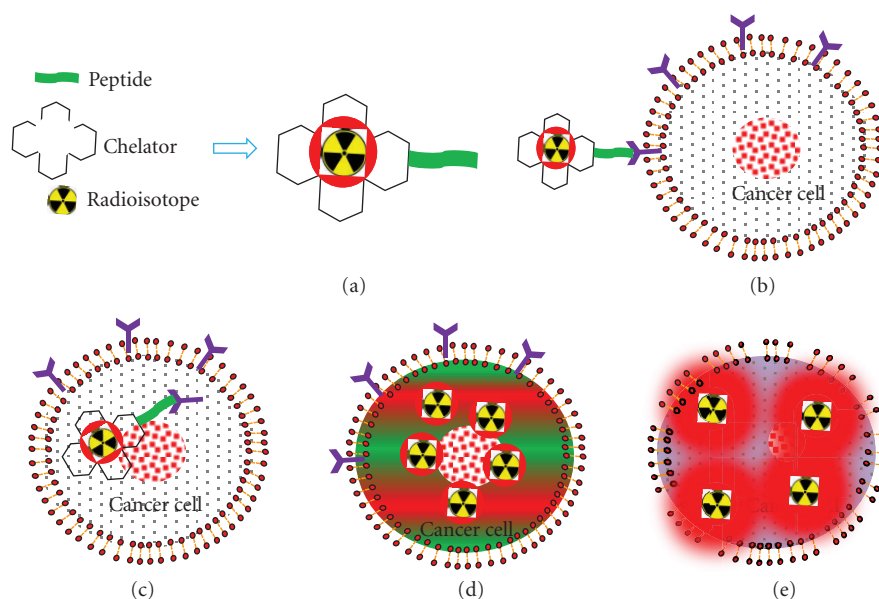 Peptide
Chelator
Radioisotope
(a)
Cancer cell
(b)
Cancer cell
(c)
Cancer cell
(d)
(e)